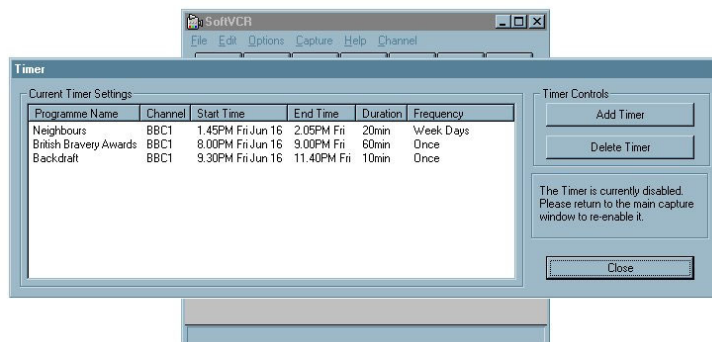 SoftVCR
File Edit Options Capture Help Channel
Timer
Current Timer Settings
Timer Controls
Programme Name Channel Start Time End Time Duration Frequency
Neighbours BBC1 1.45PM Fri Jun 16 2.05PM Fri 20min Week Days
British Bravery Awards BBC1 8.00PM Fri Jun 16 9.00PM Fri 60min Once
Backdraft BBC1 9.30PM Fri Jun 16 11.40PM Fri 10min Once
Add Timer
Delete Timer
The Timer is currently disabled.
Please return to the main capture
window to re-enable it.
Close